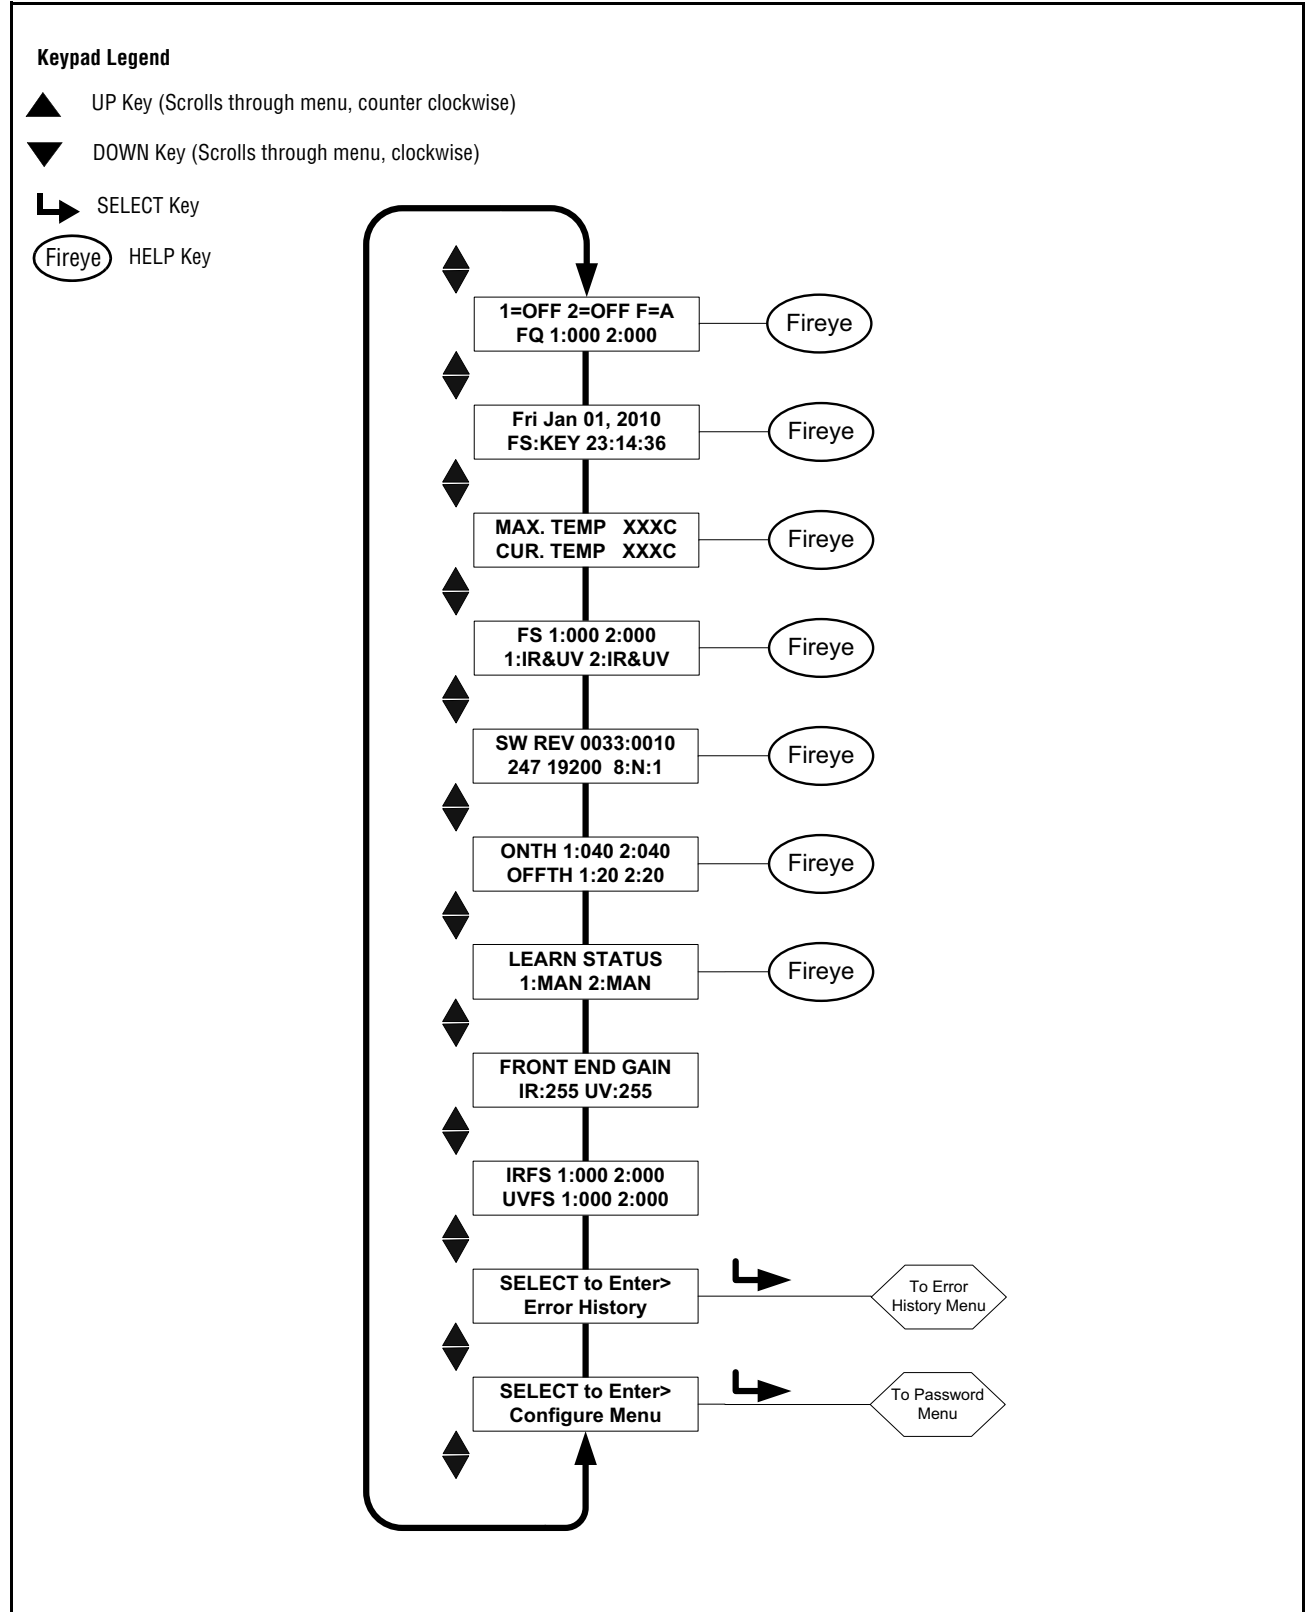 Keypad Legend
UP Key (Scrolls through menu, counter clockwise)
DOWN Key (Scrolls through menu, clockwise)
SELECT Key
Fireye HELP Key
1=OFF 2=OFF F=A
FQ 1:000 2:000
Fireye
Fri Jan 01, 2010
FS:KEY 23:14:36
Fireye
MAX. TEMP XXXC
CUR. TEMP XXXC
Fireye
FS 1:000 2:000
1:IR&UV 2:IR&UV
Fireye
SW REV 0033:0010
247 19200 8:N:1
Fireye
ONTH 1:040 2:040
OFFTH 1:20 2:20
Fireye
LEARN STATUS
1:MAN 2:MAN
Fireye
FRONT END GAIN
IR:255 UV:255
IRFS 1:000 2:000
UVFS 1:000 2:000
SELECT to Enter>
Error History
To Error
History Menu
SELECT to Enter>
Configure Menu
To Password
Menu